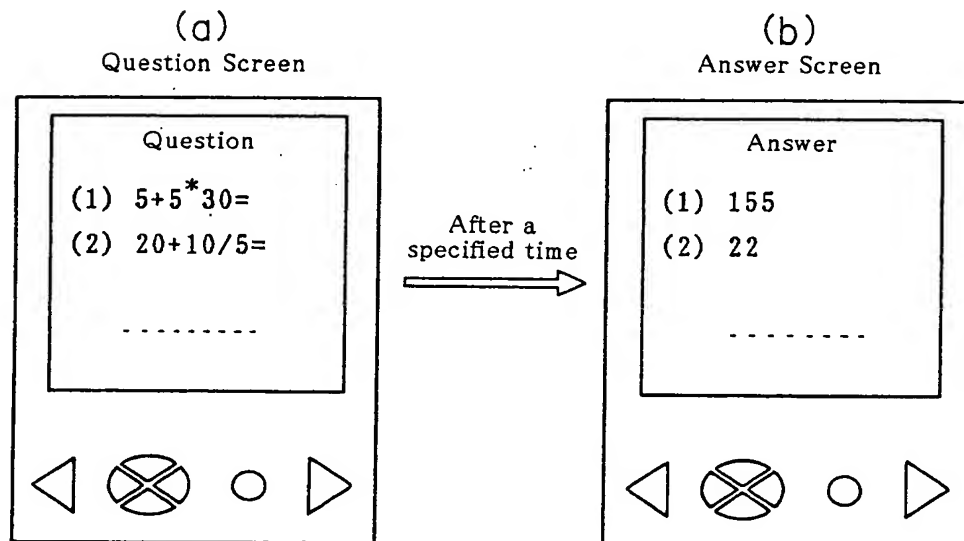 (a)
Question Screen
Question
(1) 5+5*30=
(2) 20+10/5=
---------
After a
specified time
(b)
Answer Screen
Answer
(1) 155
(2) 22
--------